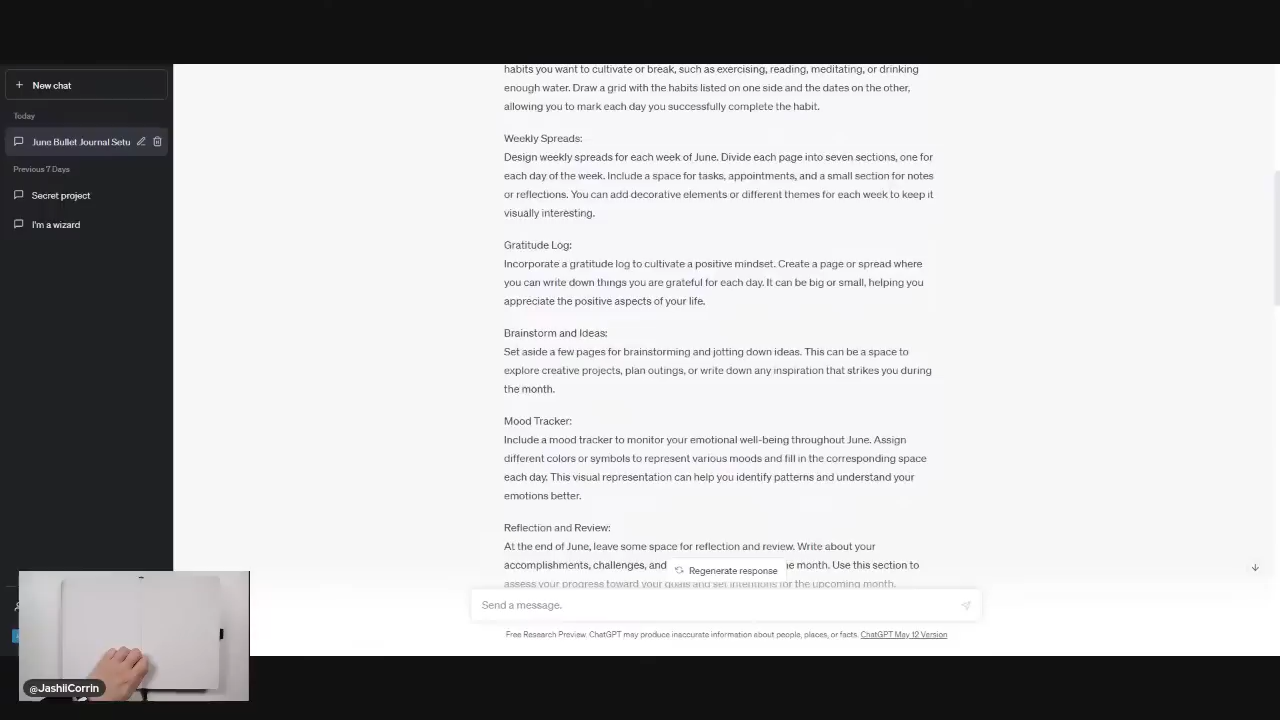 New chat
Today
June Bullet Journal Setu
Previous 7 Days
Secret project
I'm a wizard
habits you want to cultivate or break, such as exercising, reading, meditating, or drinking
enough water. Draw a grid with the habits listed on one side and the dates on the other,
allowing you to mark each day you successfully complete the habit.
Weekly Spreads:
Design weekly spreads for each week of June. Divide each page into seven sections, one for
each day of the week. Include a space for tasks, appointments, and a small section for notes
or reflections. You can add decorative elements or different themes for each week to keep it
visually interesting.
Gratitude Log:
Incorporate a gratitude log to cultivate a positive mindset. Create a page or spread where
you can write down things you are grateful for each day. It can be big or small, helping you
appreciate the positive aspects of your life.
Brainstorm and Ideas:
Set aside a few pages for brainstorming and jotting down ideas. This can be a space to
explore creative projects, plan outings, or write down any inspiration that strikes you during
the month.
Mood Tracker:
Include a mood tracker to monitor your emotional well-being throughout June. Assign
different colors or symbols to represent various moods and fill in the corresponding space
each day. This visual representation can help you identify patterns and understand your
emotions better.
Reflection and Review:
At the end of June, leave some space for reflection and review. Write about your
accomplishments, challenges, and he month. Use this section to
Regenerate response
assess your progress toward your goals and set intentions for the upcoming month.
Send a message.
Free Research Preview. ChatGPT may produce inaccurate information about people, places, or facts. ChatGPT May 12 Version
@JashiiCorrin